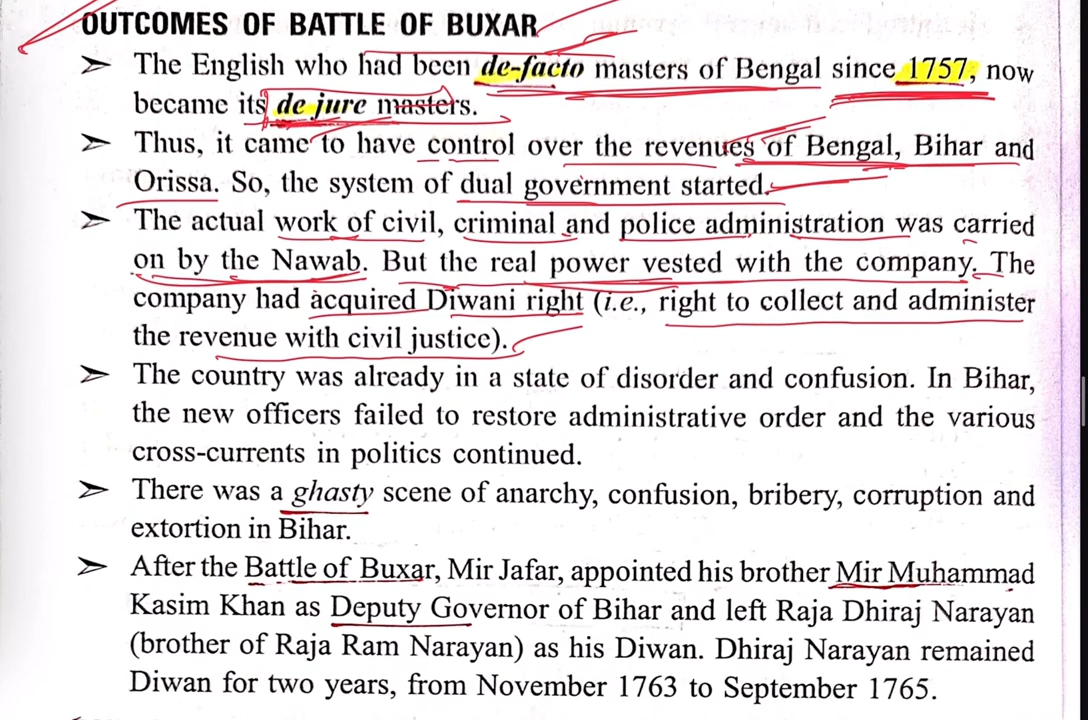 OUTCOMES OF BATTLE OF BUXAR
➢ The English who had been de-facto masters of Bengal since 1757, now
became its de jure masters.
➢ Thus, it came to have control over the revenues of Bengal, Bihar and
Orissa. So, the system of dual government started.
➢ The actual work of civil, criminal and police administration was carried
on by the Nawab. But the real power vested with the company. The
company had acquired Diwani right (i.e., right to collect and administer
the revenue with civil justice).
➢ The country was already in a state of disorder and confusion. In Bihar,
the new officers failed to restore administrative order and the various
cross-currents in politics continued.
➢ There was a ghasty scene of anarchy, confusion, bribery, corruption and
extortion in Bihar.
➢ After the Battle of Buxar, Mir Jafar, appointed his brother Mir Muhammad
Kasim Khan as Deputy Governor of Bihar and left Raja Dhiraj Narayan
(brother of Raja Ram Narayan) as his Diwan. Dhiraj Narayan remained
Diwan for two years, from November 1763 to September 1765.